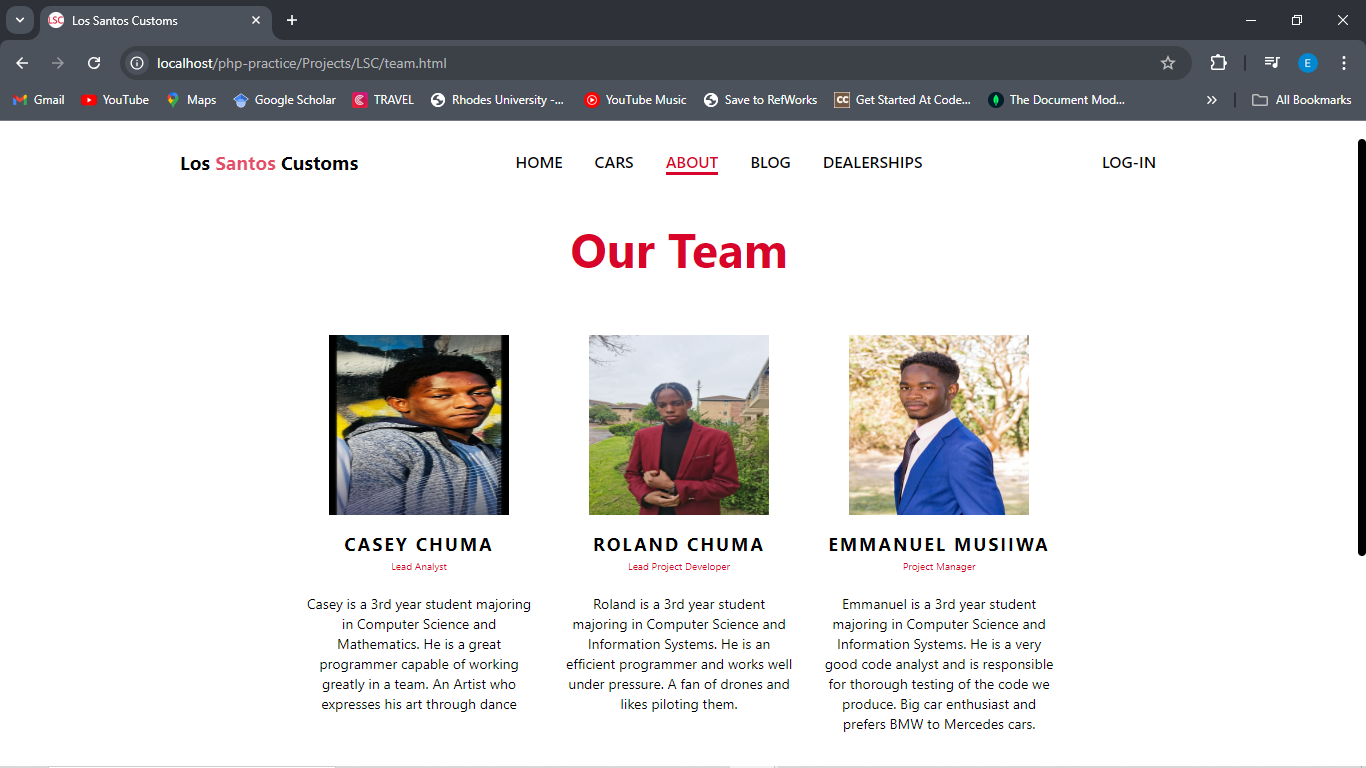 LSC Los Santos Customs
localhost/php-practice/Projects/LSC/team.html
E
Gmail YouTube Maps Google Scholar TRAVEL Rhodes University -... YouTube Music Save to RefWorks CC Get Started At Code... The Document Mod... » All Bookmarks
Los Santos Customs HOME CARS ABOUT BLOG DEALERSHIPS LOG-IN
Our Team
CASEY CHUMA
Lead Analyst
Casey is a 3rd year student majoring
in Computer Science and
Mathematics. He is a great
programmer capable of working
greatly in a team. An Artist who
expresses his art through dance
ROLAND CHUMA
Lead Project Developer
Roland is a 3rd year student
majoring in Computer Science and
Information Systems. He is an
efficient programmer and works well
under pressure. A fan of drones and
likes piloting them.
EMMANUEL MUSIIWA
Project Manager
Emmanuel is a 3rd year student
majoring in Computer Science and
Information Systems. He is a very
good code analyst and is responsible
for thorough testing of the code we
produce. Big car enthusiast and
prefers BMW to Mercedes cars.